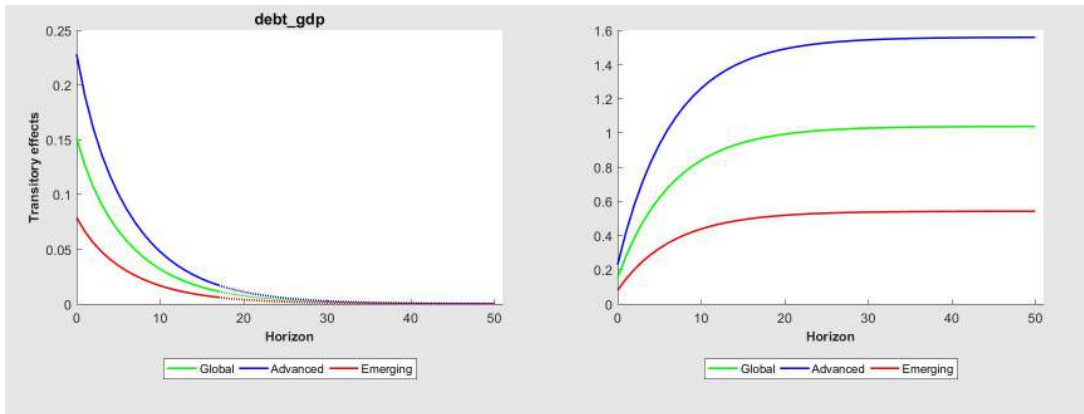 debt_gdp
Transitory effects
0.25
0.2
0.15
0.1
0.05
0
0 10 20 30 40 50
Horizon
Global Advanced Emerging
1.6
1.4
1.2
1
0.8
0.6
0.4
0.2
0
0 10 20 30 40 50
Horizon
Global Advanced Emerging